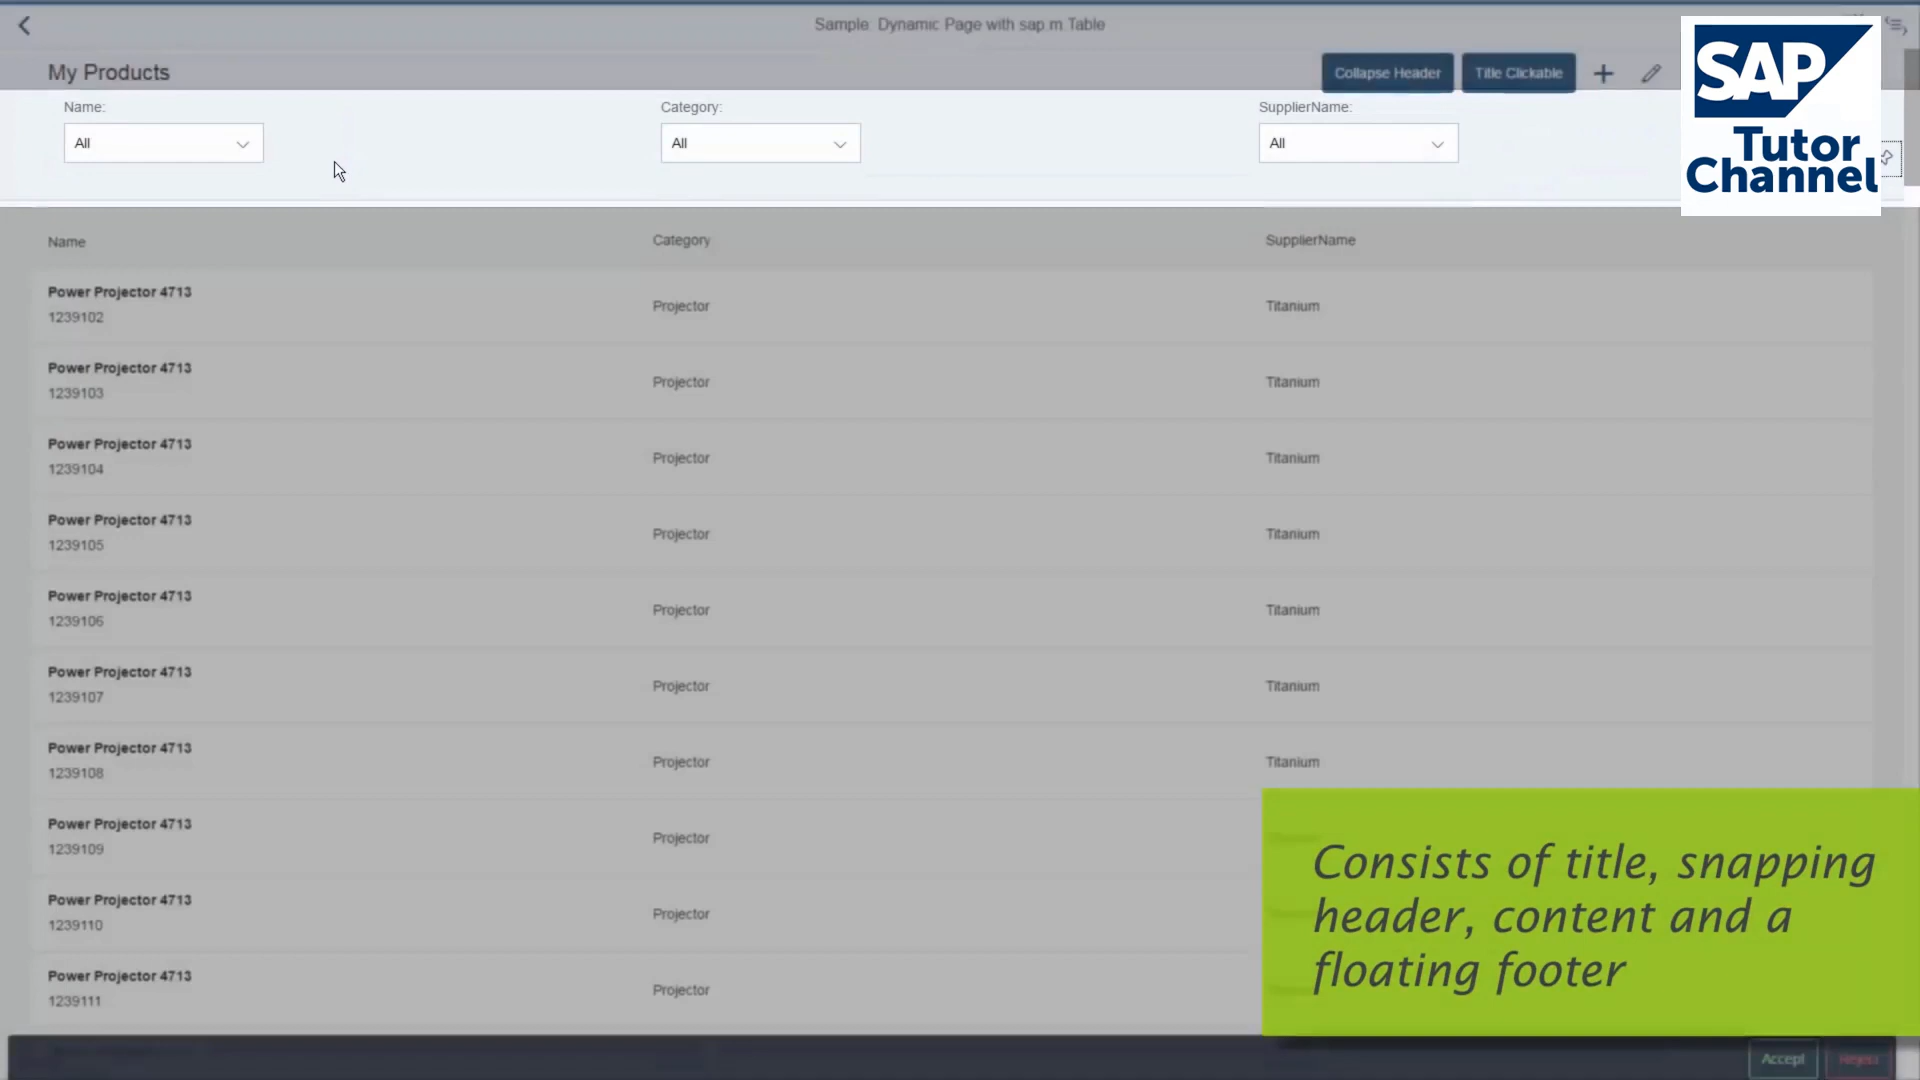 Sample: Dynamic Page with sap.m.Table
SAP
Tutor
Channel
My Products
Collapse Header
Title Clickable
Name:
Category:
SupplierName:
All
All
All
Name
Category
SupplierName
Power Projector 4713
1239102
Projector
Titanium
Power Projector 4713
1239103
Projector
Titanium
Power Projector 4713
1239104
Projector
Titanium
Power Projector 4713
1239105
Projector
Titanium
Power Projector 4713
1239106
Projector
Titanium
Power Projector 4713
1239107
Projector
Titanium
Power Projector 4713
1239108
Projector
Titanium
Power Projector 4713
1239109
Projector
Power Projector 4713
1239110
Projector
Power Projector 4713
1239111
Projector
Consists of title, snapping
header, content and a
floating footer
Accept
Reject